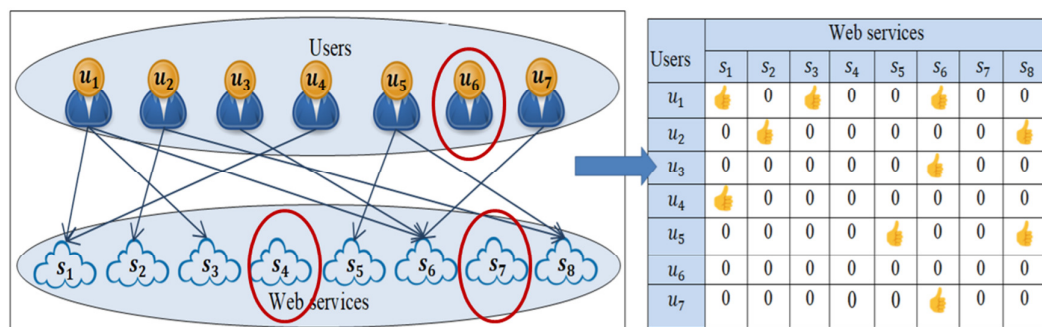 Users
u1 u2 u3 u4 u5 u6 u7
s1 s2 s3 s4 s5 s6 s7 s8
Web services
Users Web services
s1 s2 s3 s4 s5 s6 s7 s8
u1 0 0 0 0 0
u2 0 0 0 0 0 0
u3 0 0 0 0 0 0 0
u4 0 0 0 0 0 0 0
u5 0 0 0 0 0 0
u6 0 0 0 0 0 0 0 0
u7 0 0 0 0 0 0 0